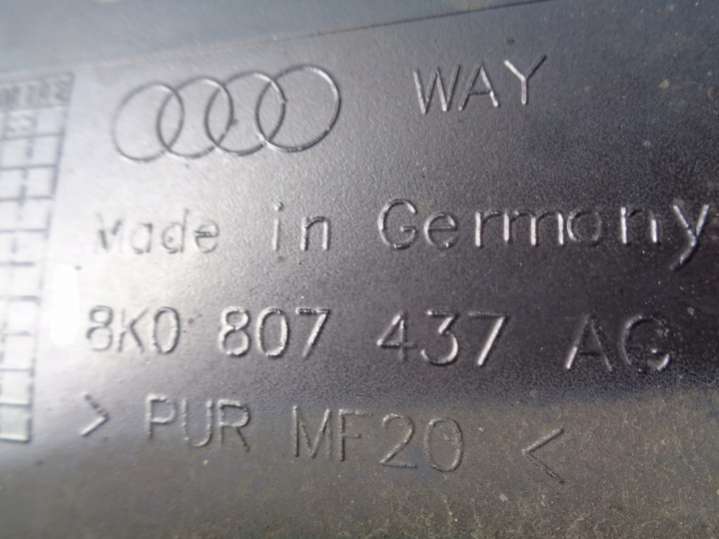 WAY
Made in Germany
8K0 807 437 AC
> PUR MF20 <